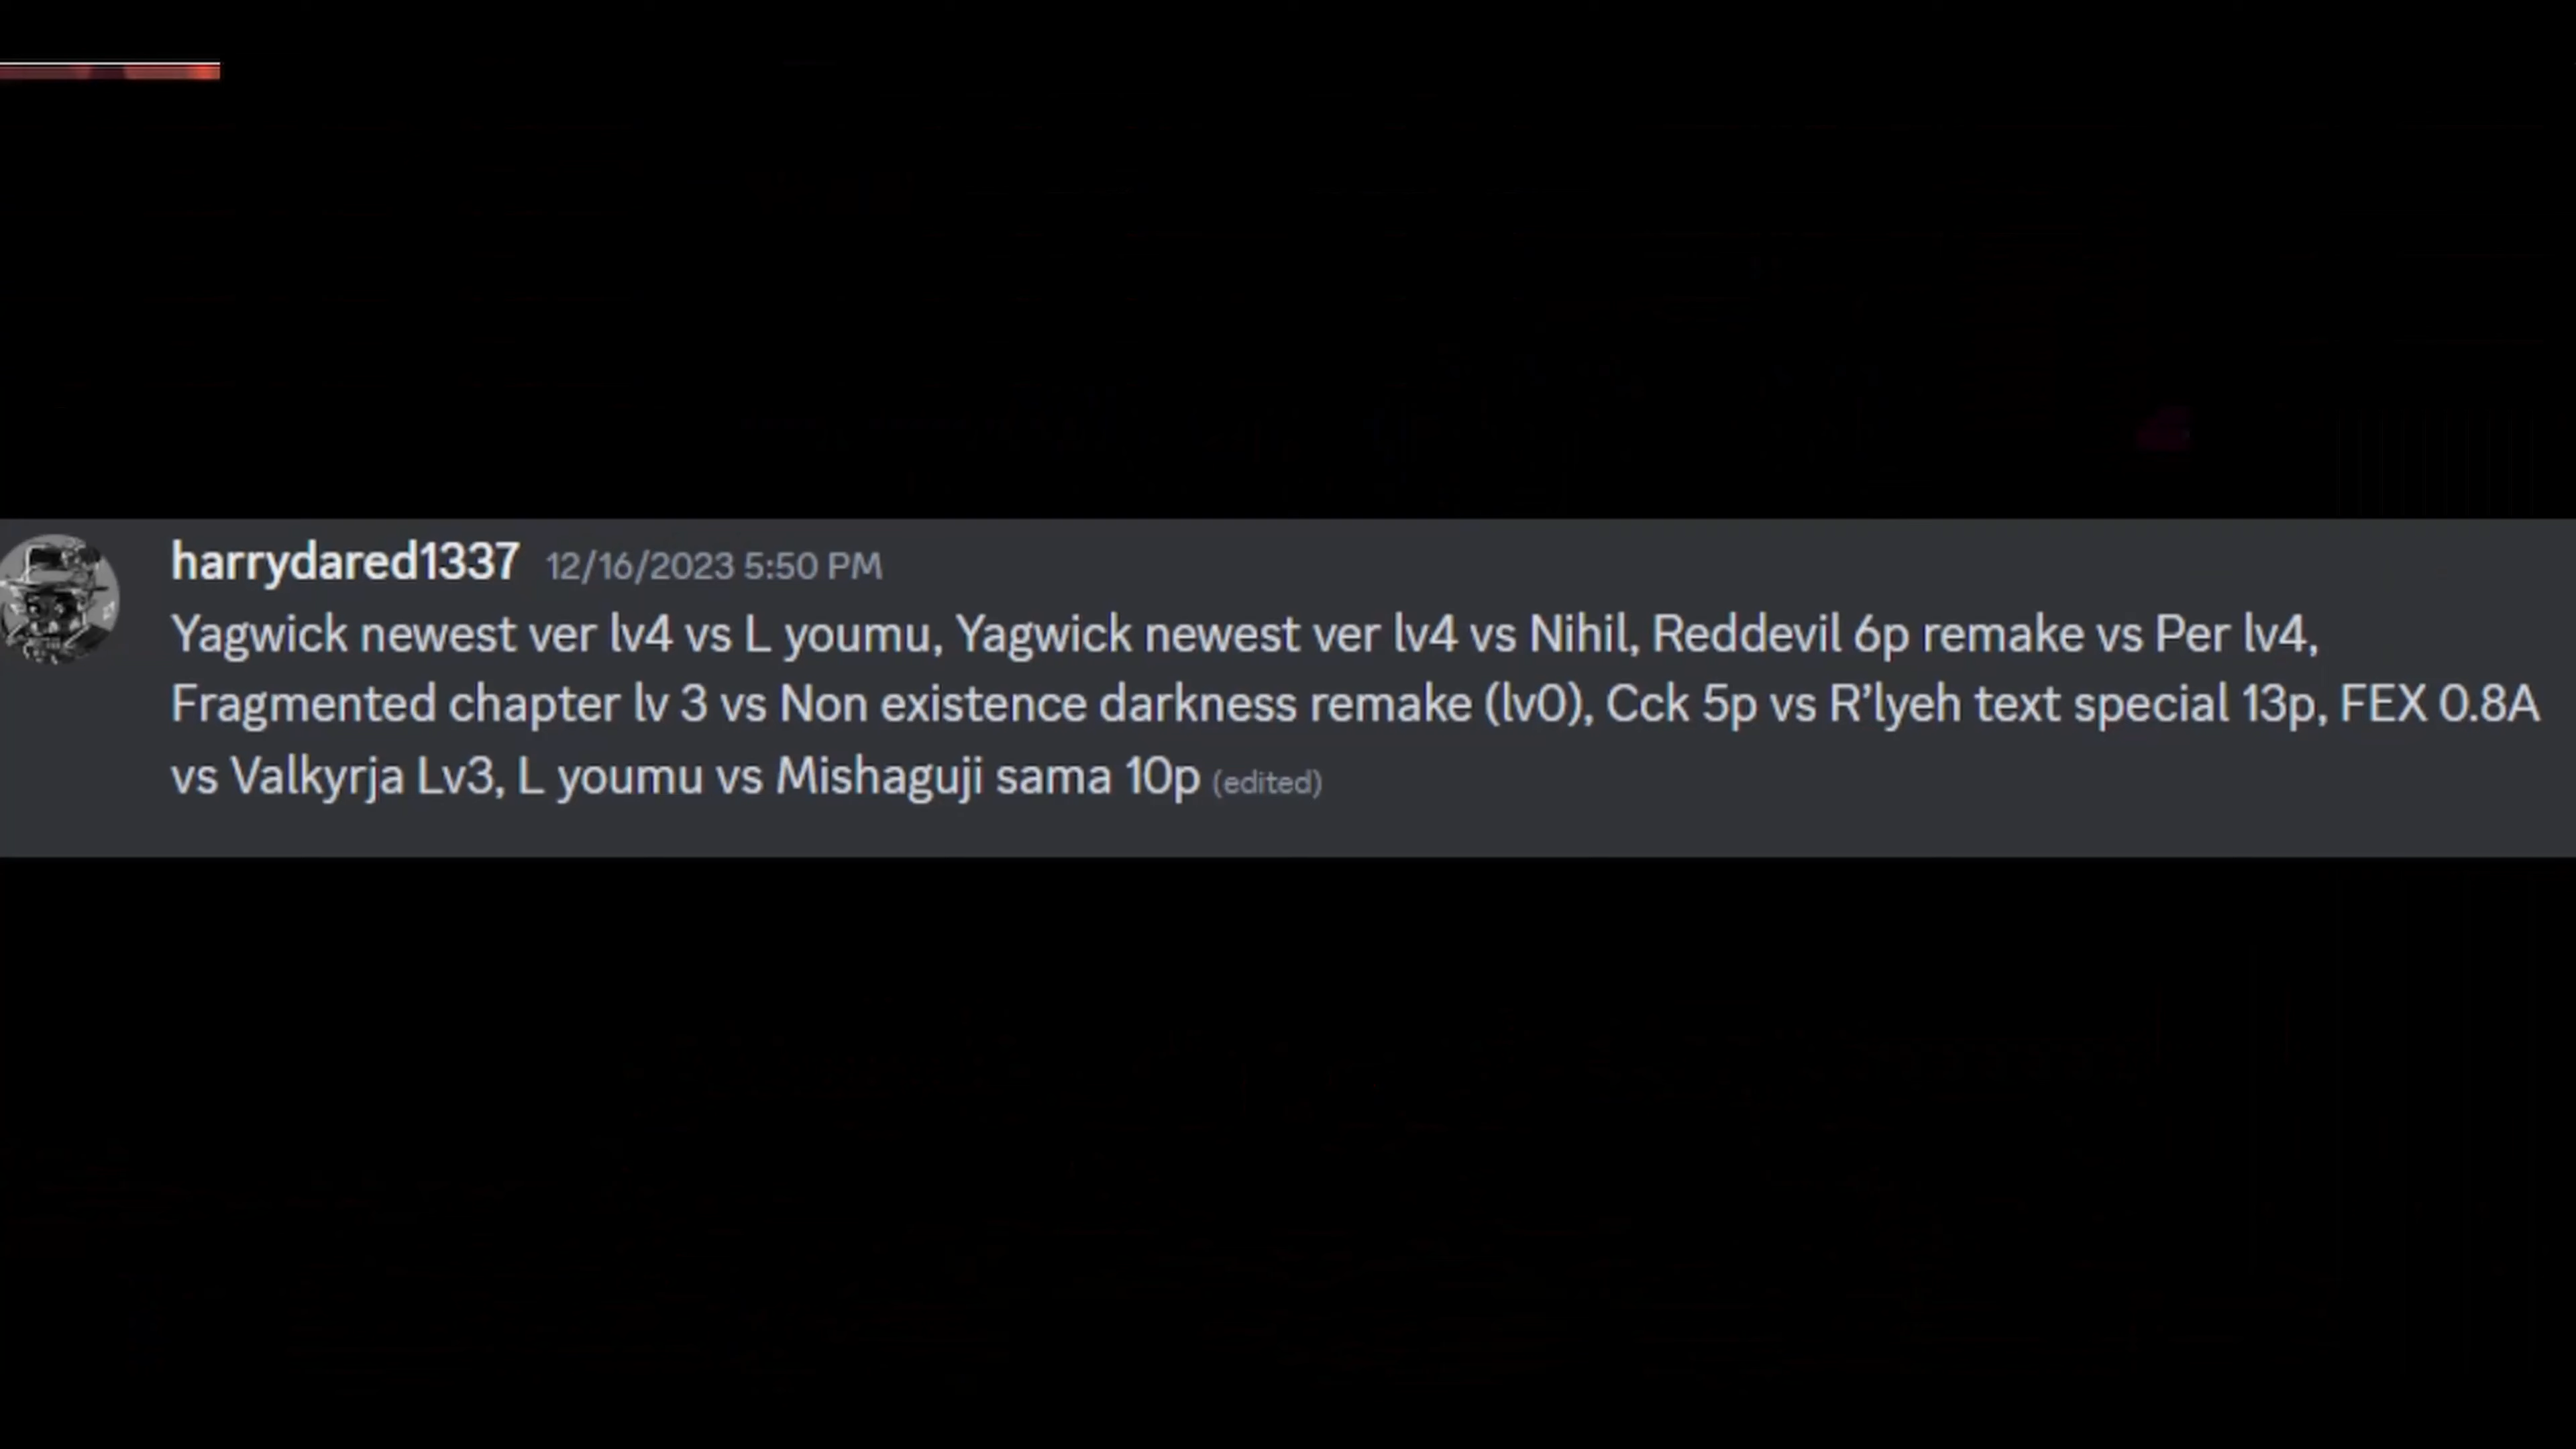 harrydared1337 12/16/2023 5:50 PM
Yagwick newest ver lv4 vs L youmu, Yagwick newest ver lv4 vs Nihil, Reddevil 6p remake vs Per lv4,
Fragmented chapter lv 3 vs Non existence darkness remake (lv0), Cck 5p vs R’lyeh text special 13p, FEX 0.8A
vs Valkyrja Lv3, L youmu vs Mishaguji sama 10p (edited)